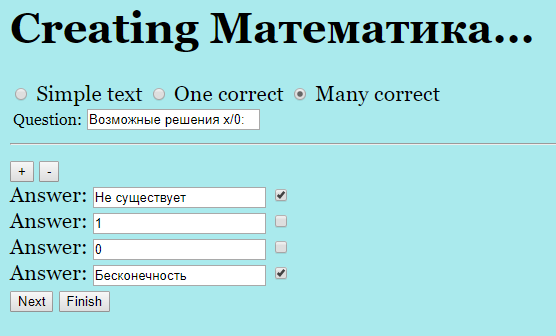 Creating Математика...
Simple text One correct Many correct
Question: Возможные решения x/0:
+ -
Answer: Не существует
Answer: 1
Answer: 0
Answer: Бесконечность
Next Finish